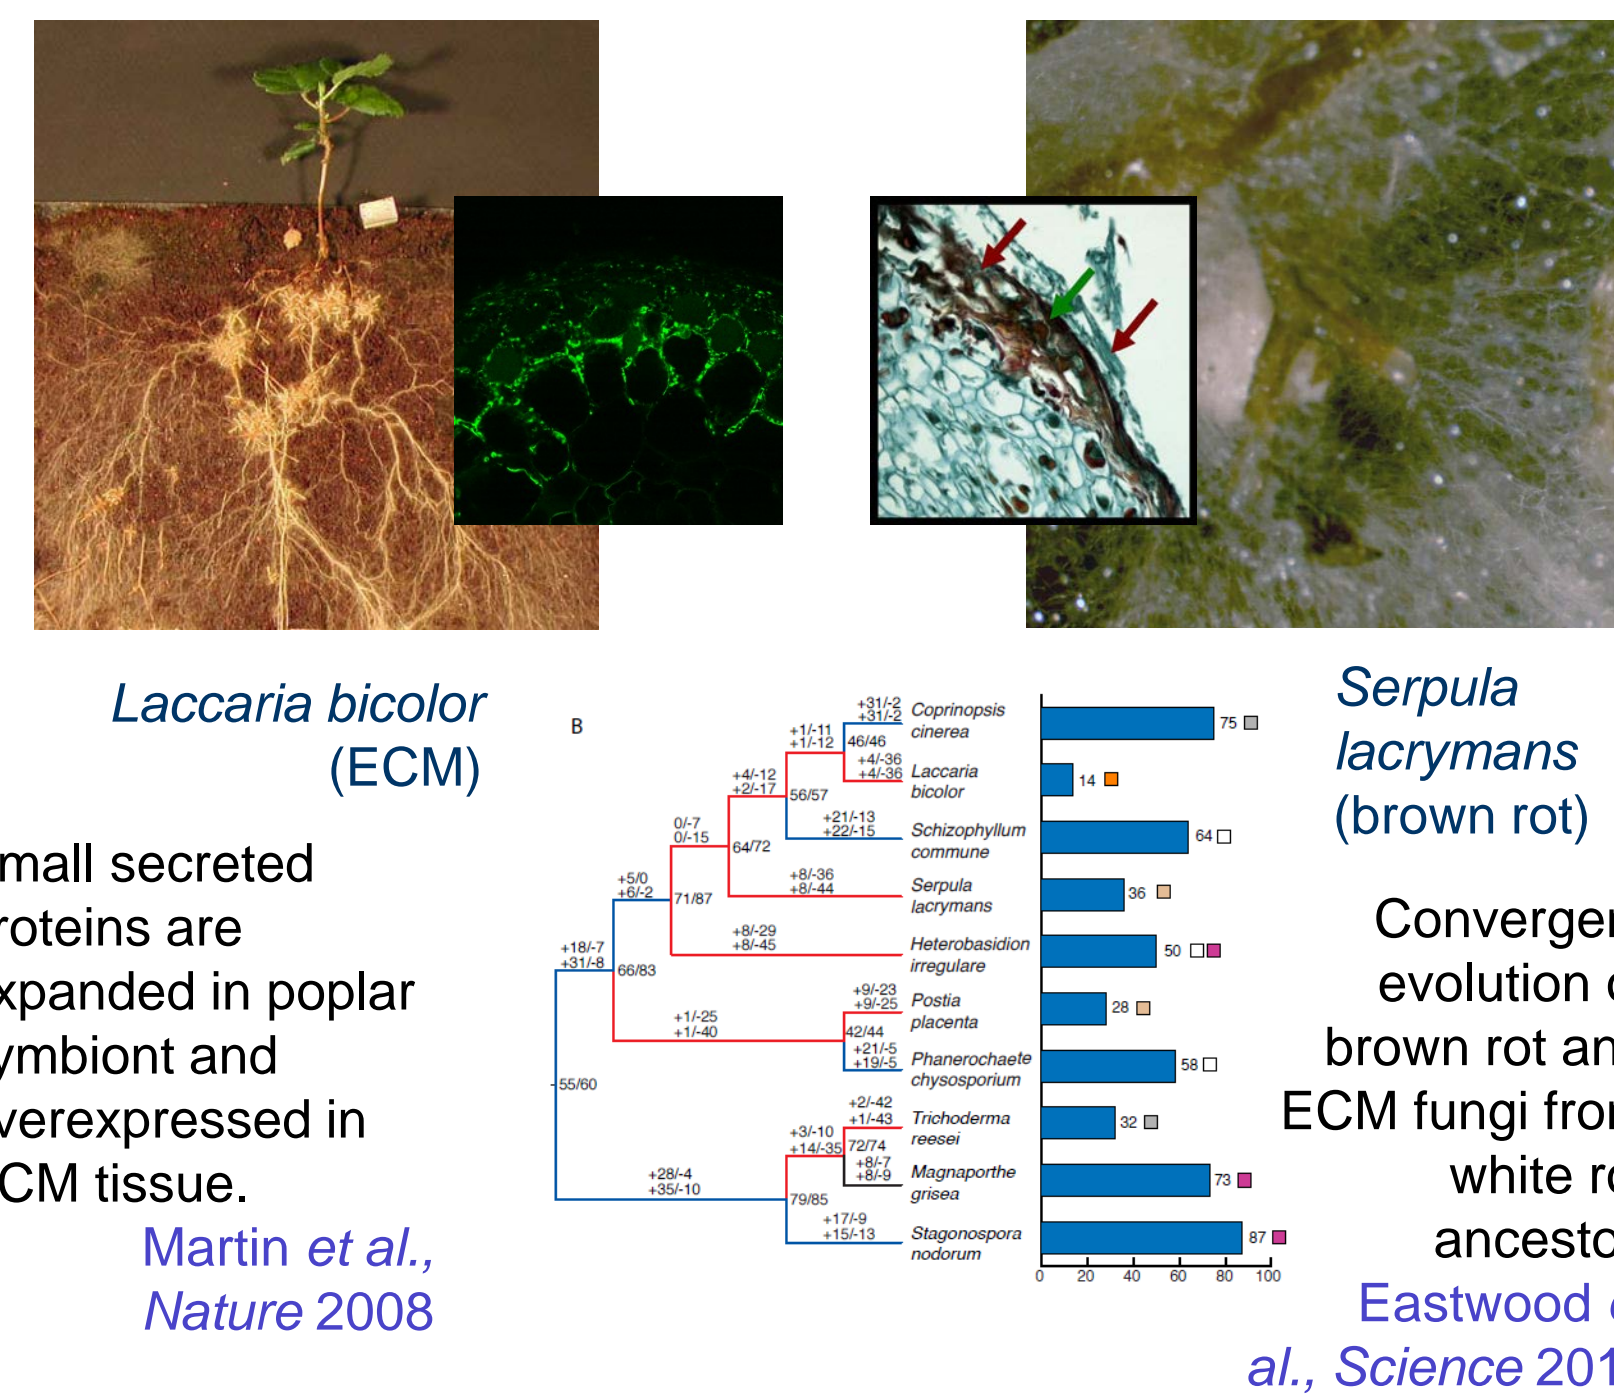 Laccaria bicolor
(ECM)
mall secreted
roteins are
xpanded in poplar
ymbiont and
verexpressed in
CM tissue.
Martin et al.,
Nature 2008
B
+31/-2
+31/-2
+1/-11
+1/-12
46/46
+4/-36
+4/-36
+4/-12
+2/-17
56/57
+21/-13
+22/-15
0/-7
0/-15
64/72
+8/-36
+8/-44
+5/0
+6/-2
71/87
+8/-29
+8/-45
+18/-7
+31/-8
66/83
+9/-23
+9/-25
+1/-25
+1/-40
42/44
+21/-5
+19/-5
55/60
+2/-42
+1/-43
+3/-10
+14/-35
72/74
+8/-7
+8/-9
+28/-4
+35/-10
79/85
+17/-9
+15/-13
Coprinopsis
cinerea
75
Laccaria
bicolor
14
Schizophyllum
commune
64
Serpula
lacrymans
36
Heterobasidion
irregulare
50
Postia
placenta
28
Phanerochaete
chysosporium
58
Trichoderma
reesei
32
Magnaporthe
grisea
73
Stagonospora
nodorum
87
0 20 40 60 80 100
Serpula
lacrymans
(brown rot)
Convergen
evolution o
brown rot an
ECM fungi fro
white ro
ancesto
Eastwood e
al., Science 201